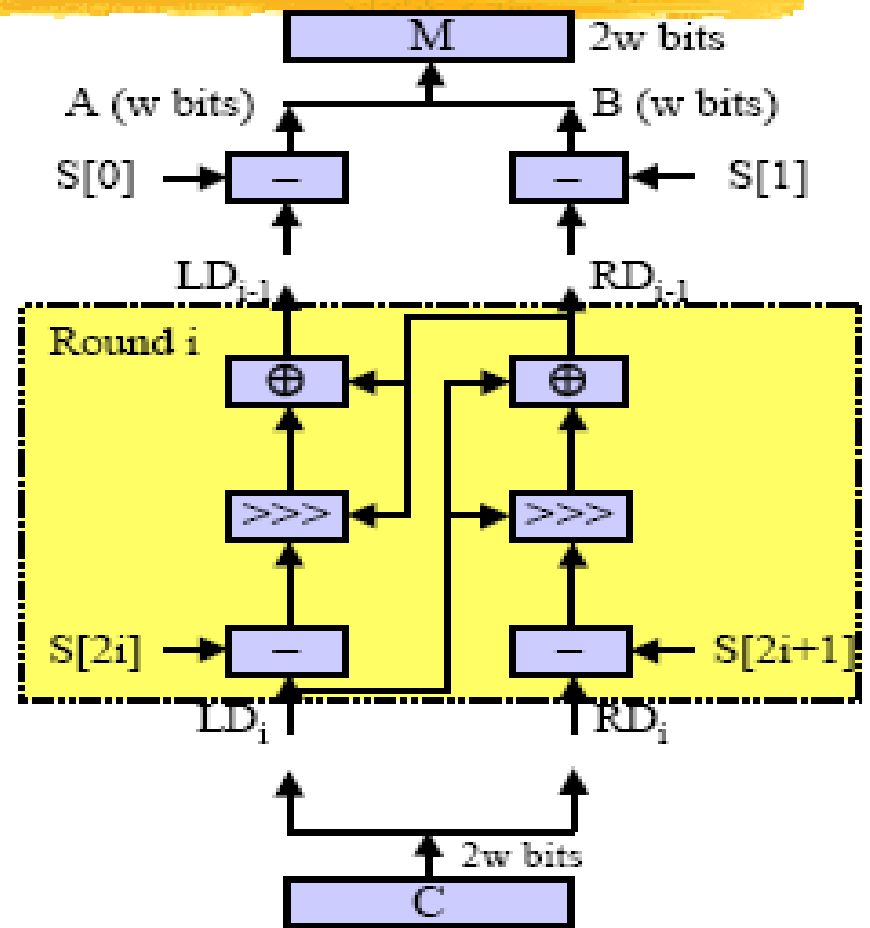 M 2w bits
A (w bits) B (w bits)
S[0] – – S[1]
LDi-1 RDi-1
Round i
⊕ ⊕
>>> >>>
S[2i] – – S[2i+1]
LDi RDi
2w bits
C